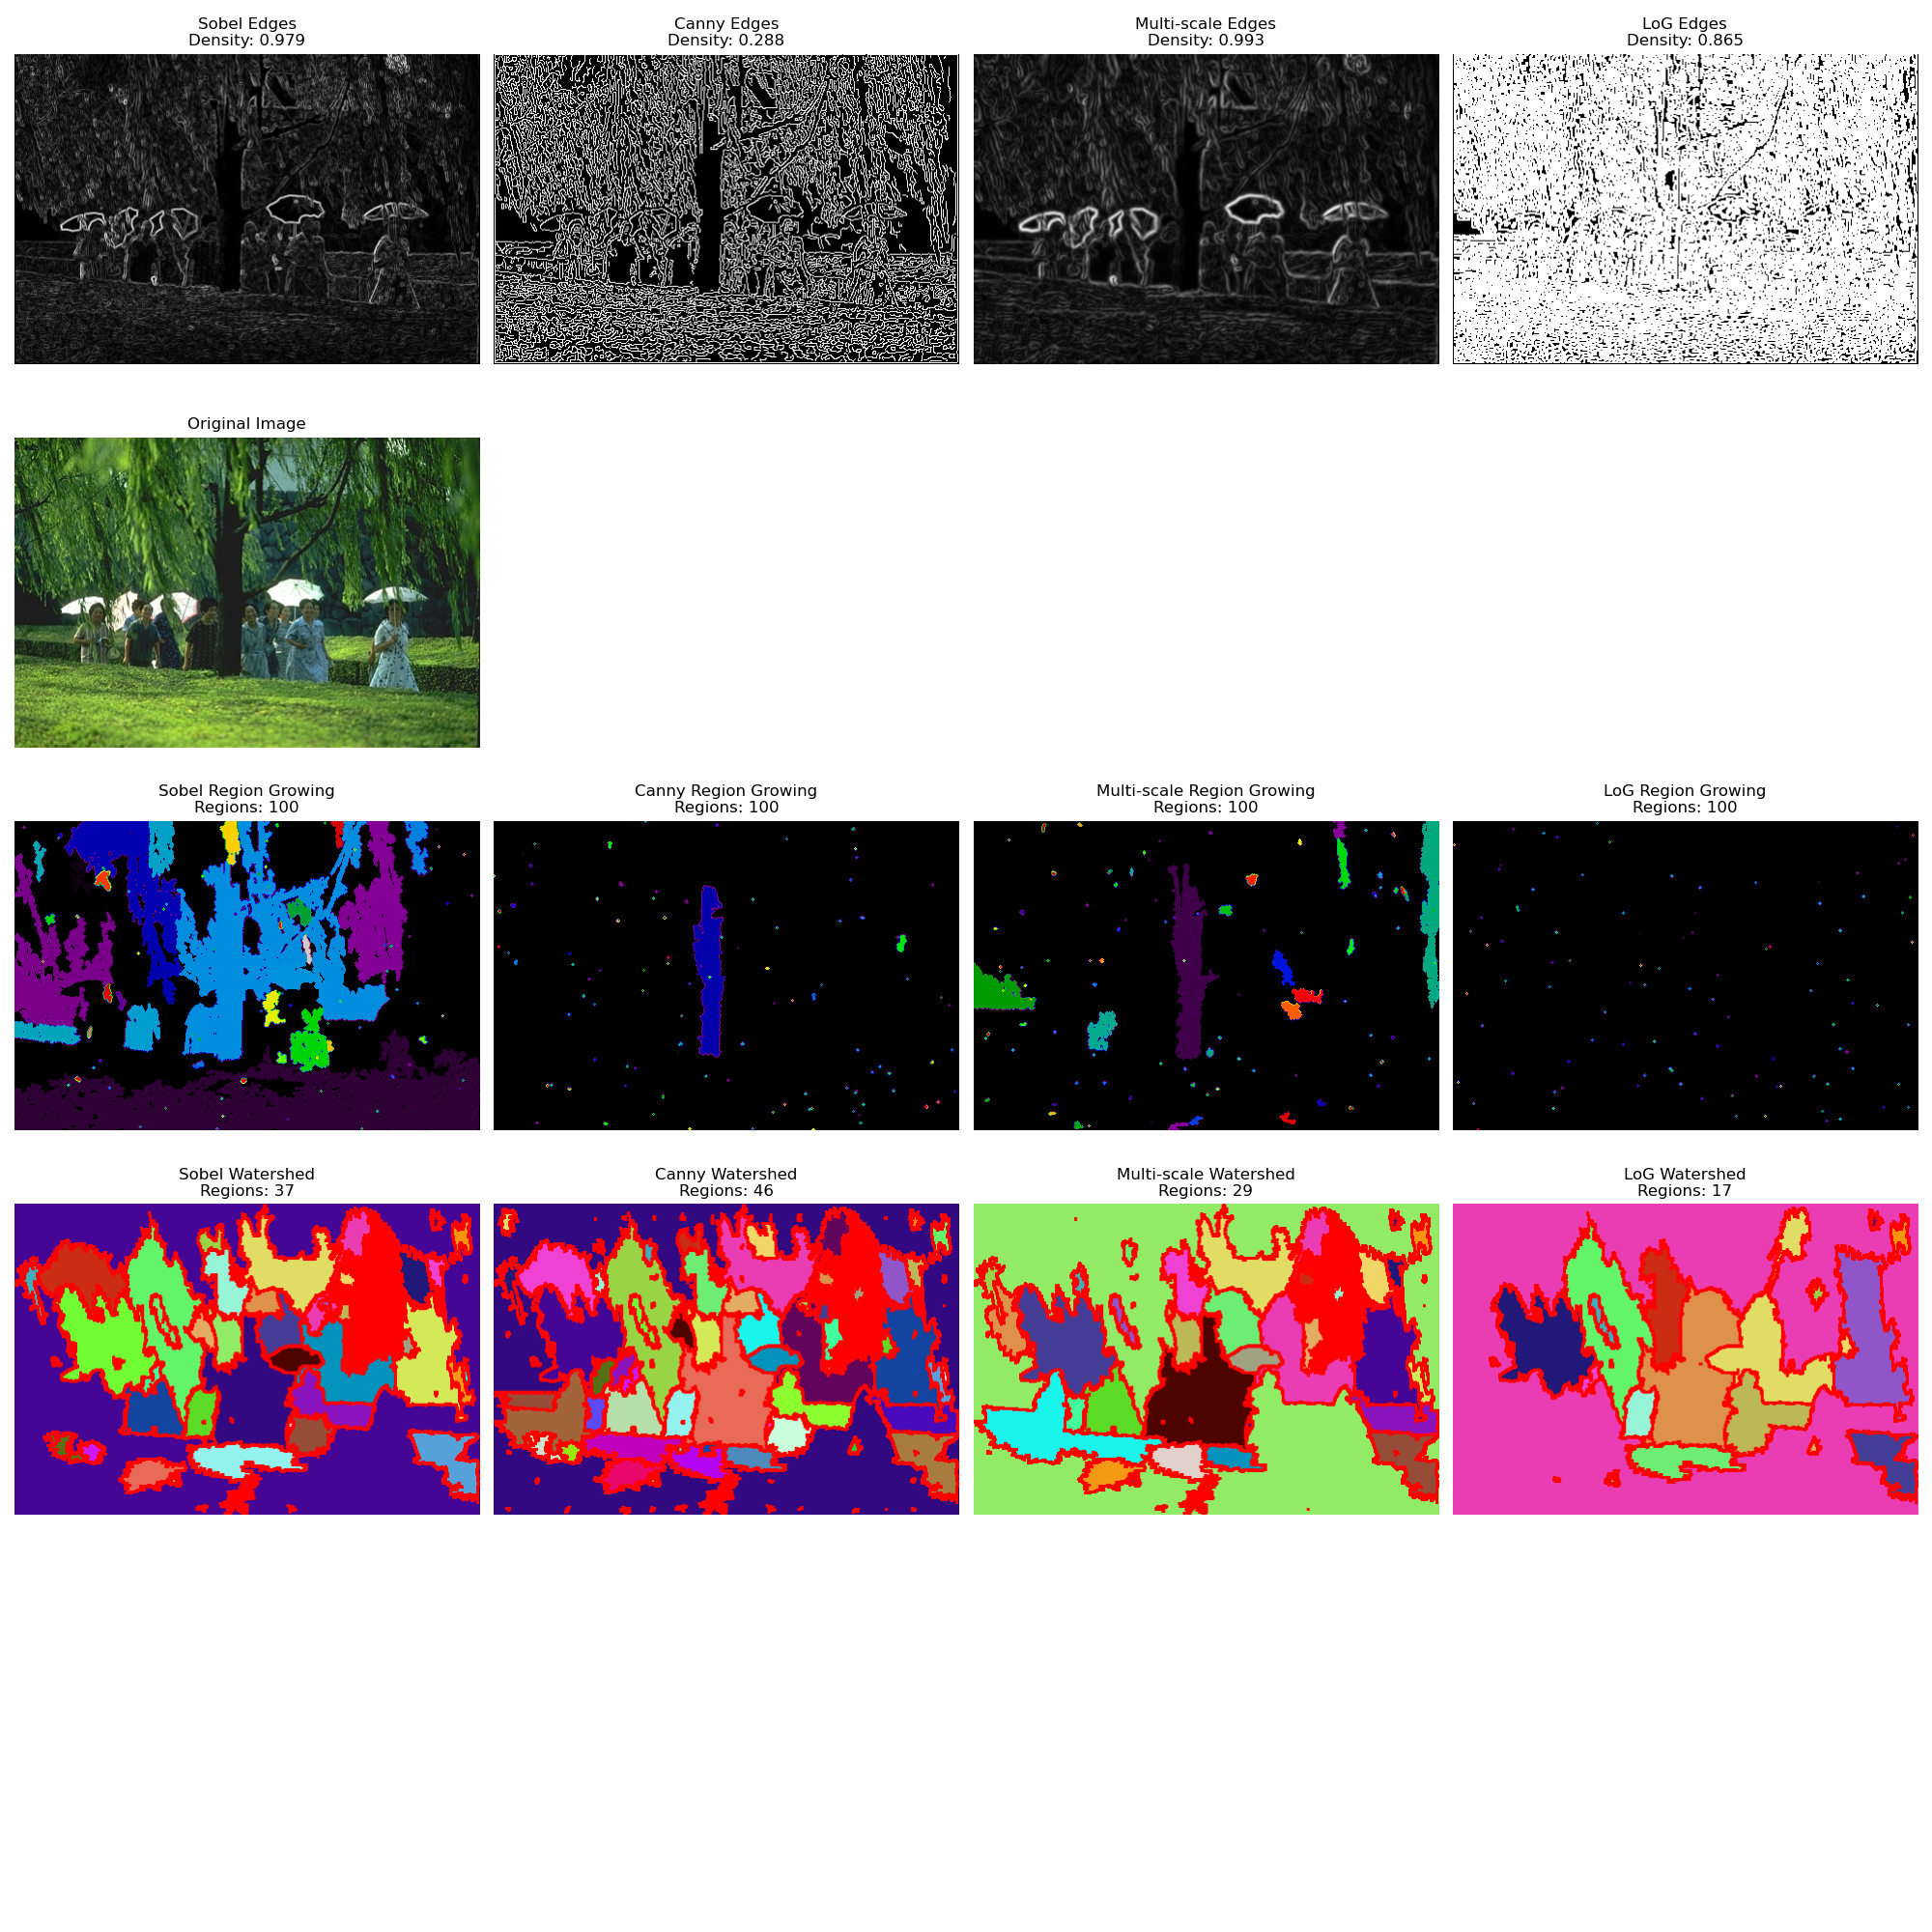 Sobel Edges
Density: 0.979
Canny Edges
Density: 0.288
Multi-scale Edges
Density: 0.993
LoG Edges
Density: 0.865
Original Image
Sobel Region Growing
Regions: 100
Canny Region Growing
Regions: 100
Multi-scale Region Growing
Regions: 100
LoG Region Growing
Regions: 100
Sobel Watershed
Regions: 37
Canny Watershed
Regions: 46
Multi-scale Watershed
Regions: 29
LoG Watershed
Regions: 17